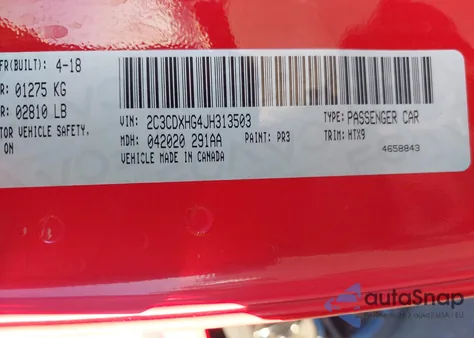 FR(BUILT): 4-18
01275 KG
02810 LB
TOR VEHICLE SAFETY,
ON
VIN: 2C3CDXHG4JH313503
TYPE: PASSENGER CAR
MDH: 042020 291AA
PAINT: PR3
TRIM: HTX9
VEHICLE MADE IN CANADA
4658843
autoSnap